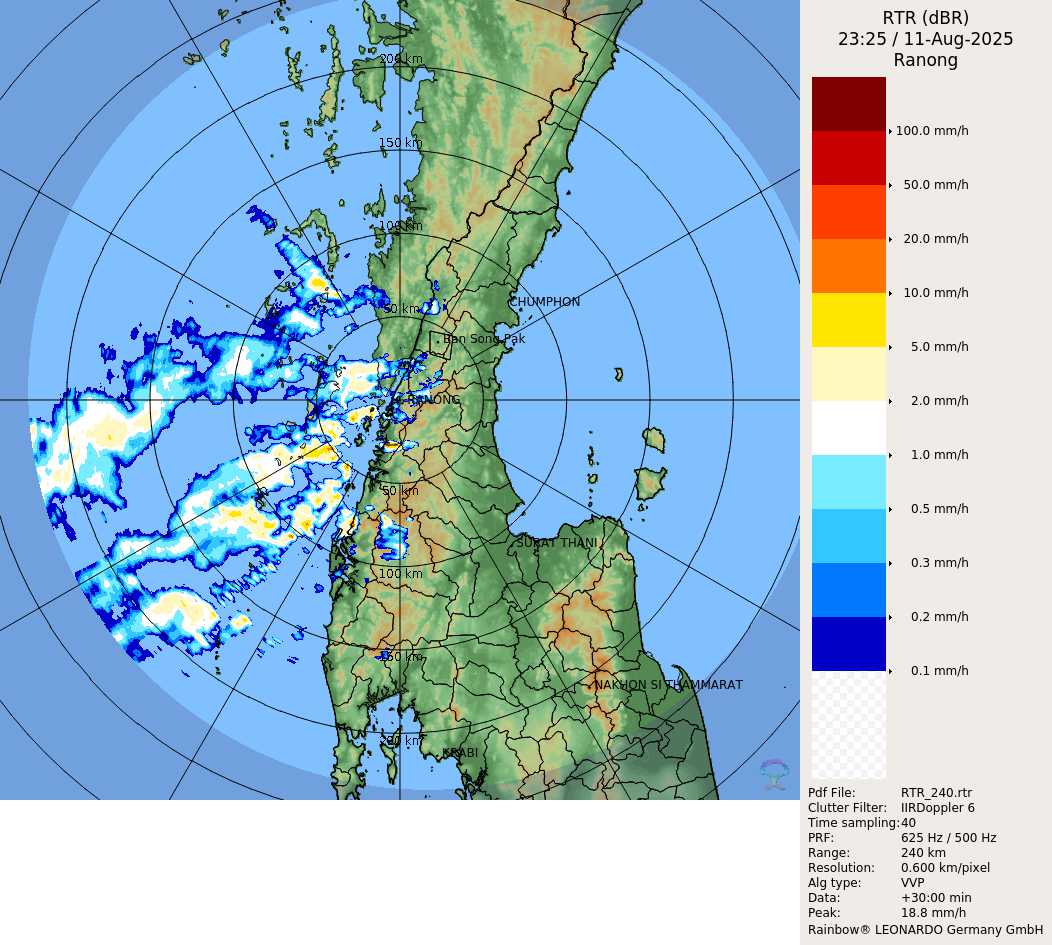 RTR (dBR)
23:25 / 11-Aug-2025
Ranong
100.0 mm/h
50.0 mm/h
20.0 mm/h
10.0 mm/h
5.0 mm/h
2.0 mm/h
1.0 mm/h
0.5 mm/h
0.3 mm/h
0.2 mm/h
0.1 mm/h
Pdf File: RTR_240.rtr
Clutter Filter: IIRDoppler 6
Time sampling: 40
PRF: 625 Hz / 500 Hz
Range: 240 km
Resolution: 0.600 km/pixel
Alg type: VVP
Data: +30:00 min
Peak: 18.8 mm/h
Rainbow® LEONARDO Germany GmbH
200 km
150 km
100 km
CHUMPHON
50 km
Ban Song Pak
RANONG
50 km
SURAT THANI
100 km
150 km
NAKHON SI THAMMARAT
200 km
KRABI